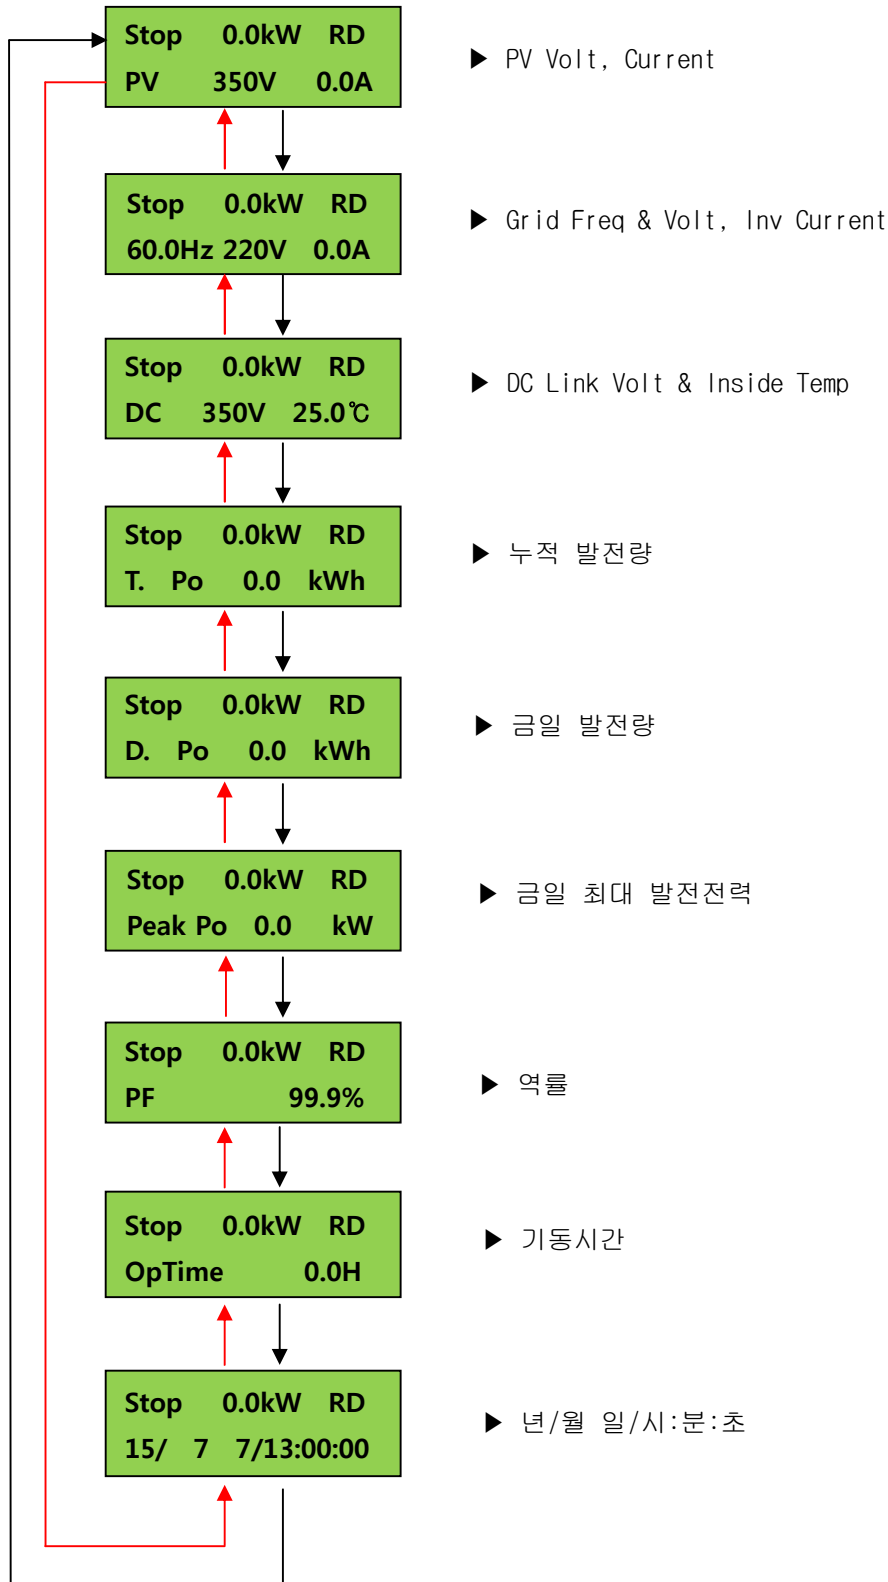 Stop 0.0kW RD
PV 350V 0.0A
▶ PV Volt, Current
Stop 0.0kW RD
60.0Hz 220V 0.0A
▶ Grid Freq & Volt, Inv Current
Stop 0.0kW RD
DC 350V 25.0℃
▶ DC Link Volt & Inside Temp
Stop 0.0kW RD
T. Po 0.0 kWh
▶ 누적 발전량
Stop 0.0kW RD
D. Po 0.0 kWh
▶ 금일 발전량
Stop 0.0kW RD
Peak Po 0.0 kW
▶ 금일 최대 발전전력
Stop 0.0kW RD
PF 99.9%
▶ 역률
Stop 0.0kW RD
OpTime 0.0H
▶ 기동시간
Stop 0.0kW RD
15/ 7 7/13:00:00
▶ 년/월 일/시:분:초